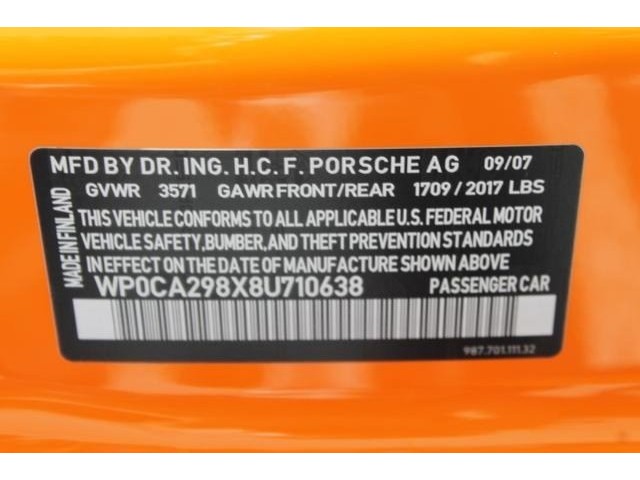 MFD BY DR. ING. H.C. F. PORSCHE AG 09/07
GVWR 3571 GAWR FRONT/REAR 1709 / 2017 LBS
THIS VEHICLE CONFORMS TO ALL APPLICABLE U.S. FEDERAL MOTOR
VEHICLE SAFETY, BUMBER, AND THEFT PREVENTION STANDARDS
IN EFFECT ON THE DATE OF MANUFACTURE SHOWN ABOVE.
WP0CA298X8U710638 PASSENGER CAR
987.701.111.32
MADE IN FINLAND